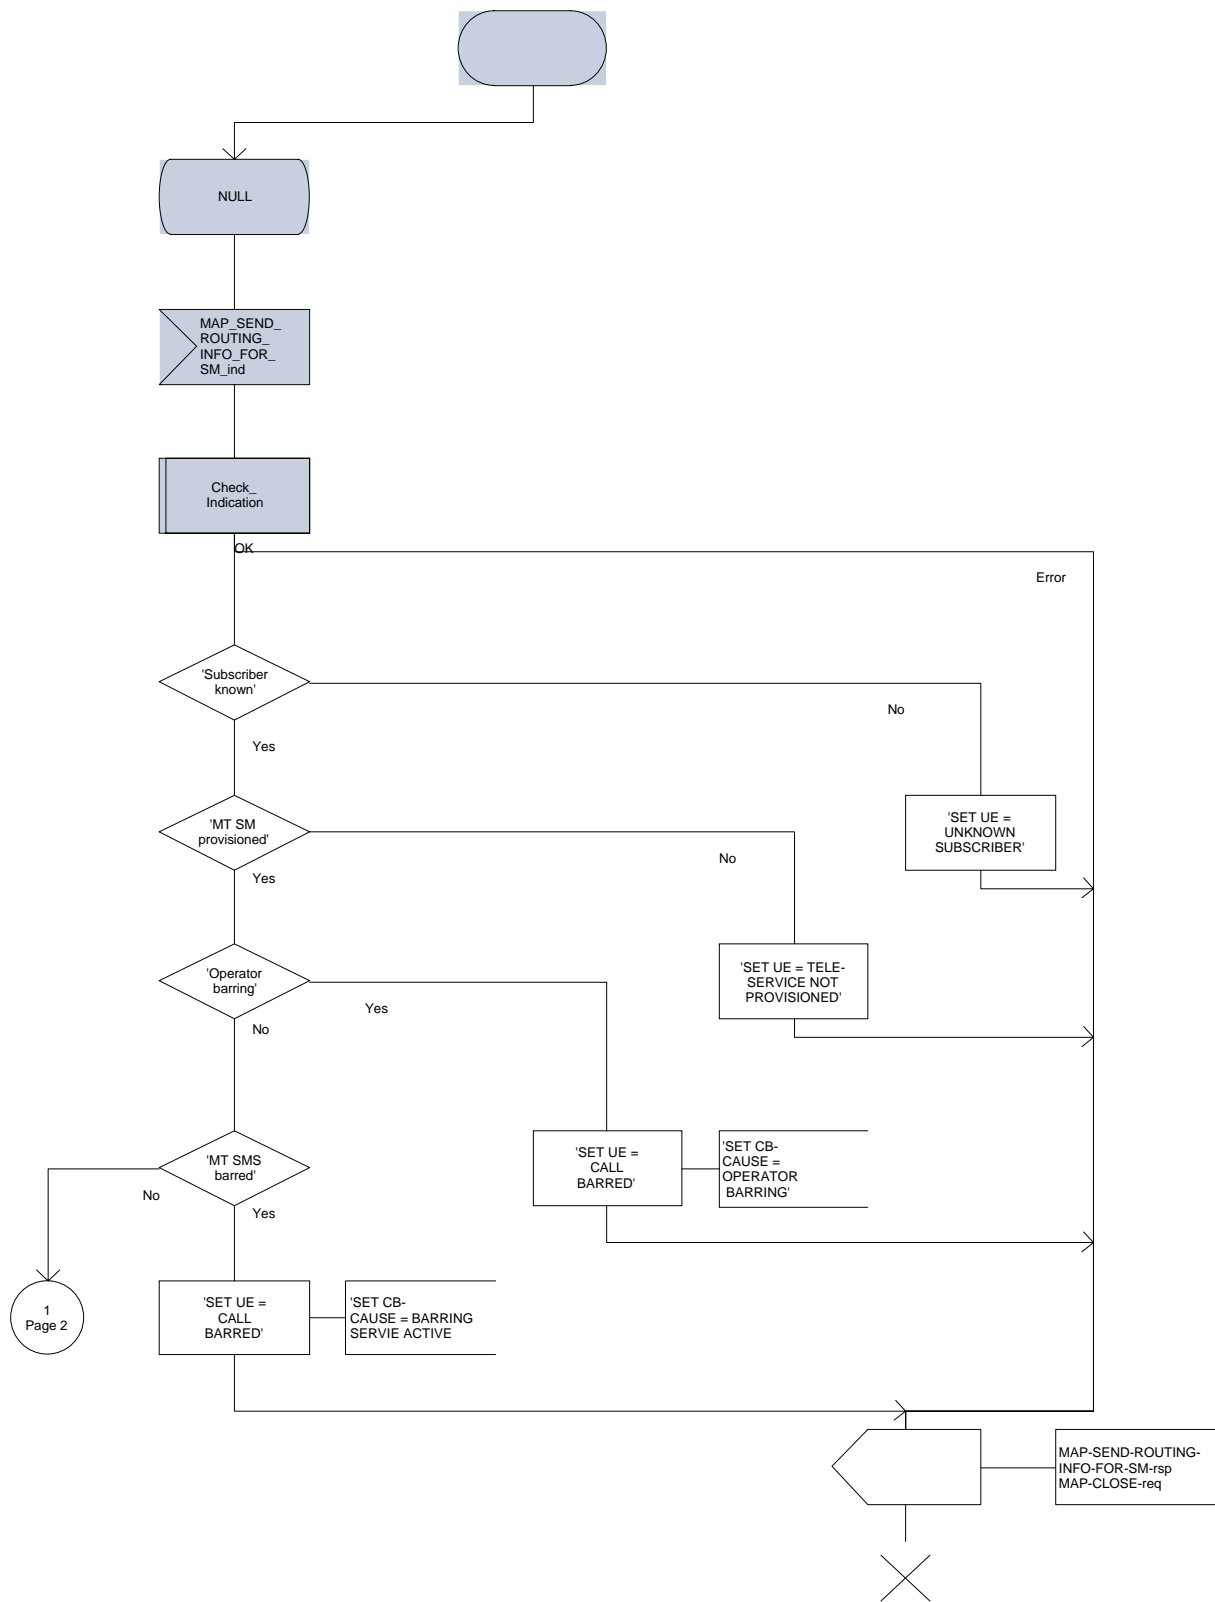 NULL
MAP_SEND_
ROUTING_
INFO_FOR_
SM_ind
Check_
Indication
OK
Error
'Subscriber
known'
No
Yes
'MT SM
provisioned'
No
Yes
'SET UE =
UNKNOWN
SUBSCRIBER'
'Operator
barring'
Yes
No
'SET UE = TELE-
SERVICE NOT
PROVISIONED'
'MT SMS
barred'
No
Yes
'SET UE =
CALL
BARRED'
'SET CB-
CAUSE =
OPERATOR
BARRING'
1
Page 2
'SET UE =
CALL
BARRED'
'SET CB-
CAUSE = BARRING
SERVIE ACTIVE
MAP-SEND-ROUTING-
INFO-FOR-SM-rsp
MAP-CLOSE-req